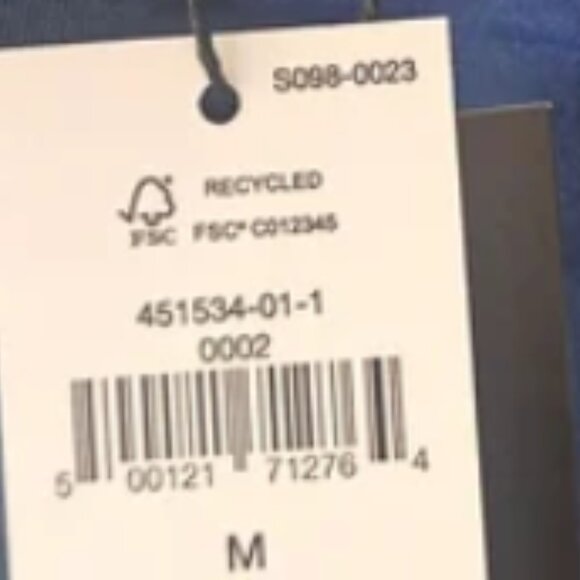 S098-0023
RECYCLED
FSC FSC® C012345
451534-01-1
0002
5 00121 71276 4
M